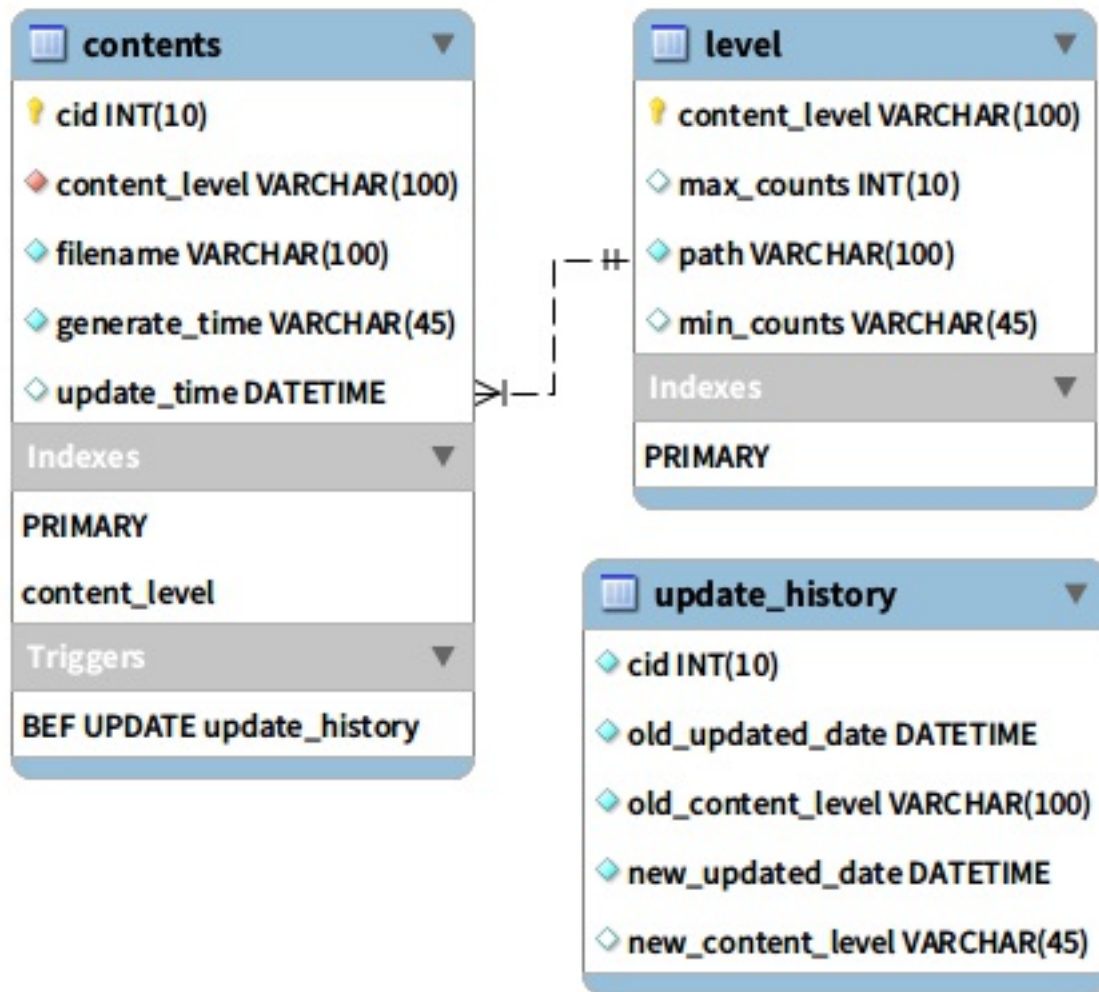 contents
cid INT(10)
content_level VARCHAR(100)
filename VARCHAR(100)
generate_time VARCHAR(45)
update_time DATETIME
Indexes
PRIMARY
content_level
Triggers
BEF UPDATE update_history
level
content_level VARCHAR(100)
max_counts INT(10)
path VARCHAR(100)
min_counts VARCHAR(45)
Indexes
PRIMARY
update_history
cid INT(10)
old_updated_date DATETIME
old_content_level VARCHAR(100)
new_updated_date DATETIME
new_content_level VARCHAR(45)